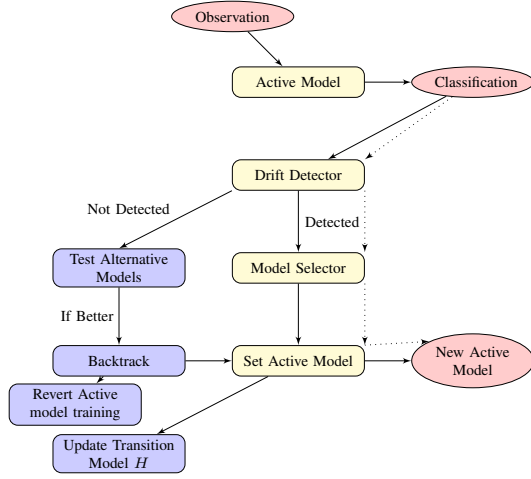 Observation
Active Model
Classification
Drift Detector
Not Detected
Detected
Test Alternative
Models
Model Selector
If Better
Backtrack
Set Active Model
New Active
Model
Revert Active
model training
Update Transition
Model H